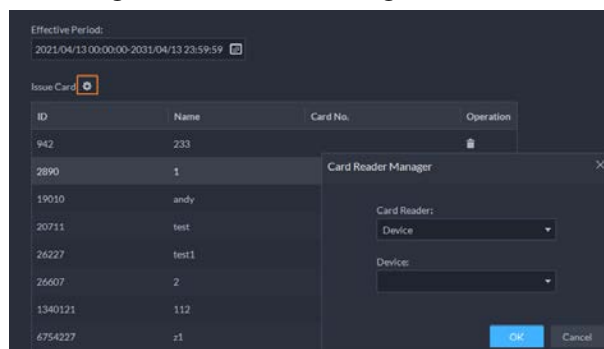 Effective Period:
2021/04/13 00:00:00-2031/04/13 23:59:59
Issue Card
ID Name Card No. Operation
942 233
2890 1
19010 andy
20711 test
26227 test1
26607 2
1340121 112
6754227 z1
Card Reader Manager
Card Reader:
Device
Device:
OK Cancel